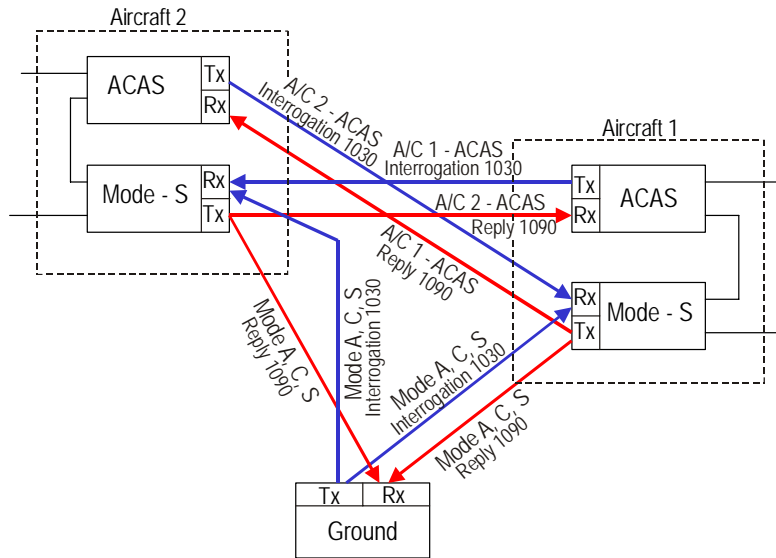 Aircraft 2
ACAS
Tx
Rx
Mode - S
Rx
Tx
A/C 2 - ACAS
Interrogation 1030
A/C 1 - ACAS
Interrogation 1030
A/C 2 - ACAS
Reply 1090
A/C 1 - ACAS
Reply 1090
Aircraft 1
Tx
Rx
ACAS
Rx
Tx
Mode - S
Mode A, C, S
Reply 1090
Mode A, C, S
Interrogation 1030
Mode A, C, S
Interrogation 1030
Mode A, C, S
Reply 1090
Tx
Rx
Ground